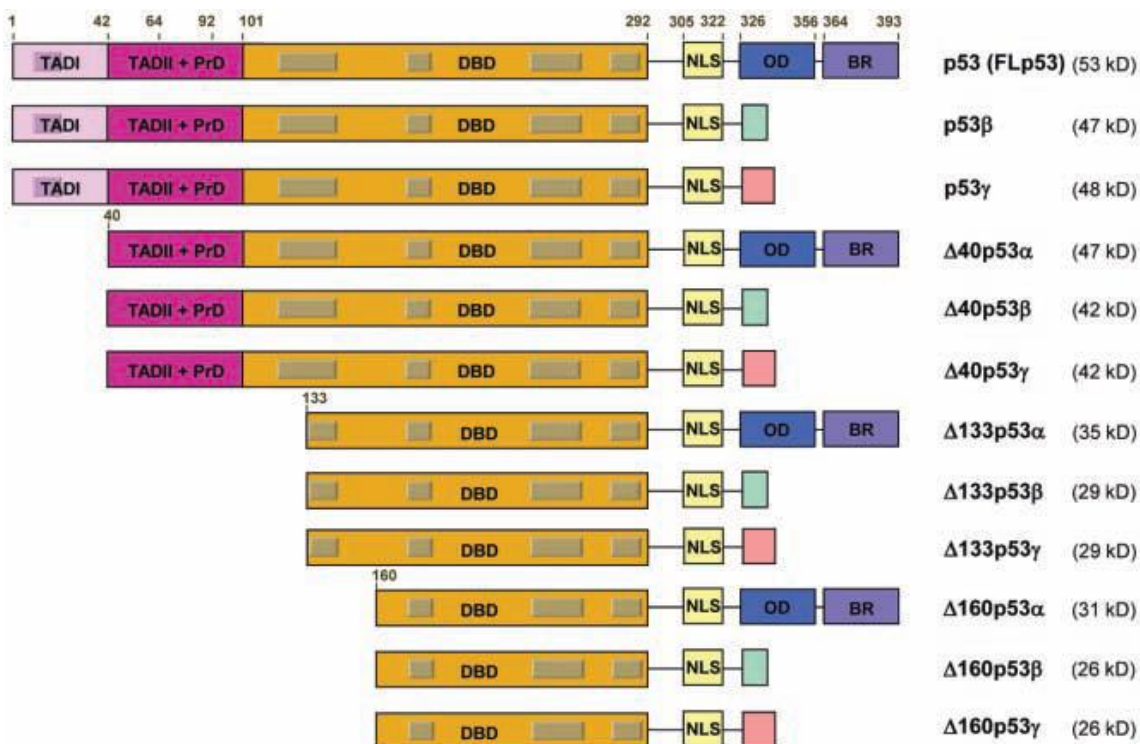 1 42 64 92 101 292 305 322 326 356 364 393
TADI TADII + PrD DBD NLS OD BR p53 (FLp53) (53 kD)
TADI TADII + PrD DBD NLS p53β (47 kD)
TADI TADII + PrD DBD NLS p53γ (48 kD)
40
TADII + PrD DBD NLS OD BR Δ40p53α (47 kD)
TADII + PrD DBD NLS Δ40p53β (42 kD)
TADII + PrD DBD NLS Δ40p53γ (42 kD)
133
DBD NLS OD BR Δ133p53α (35 kD)
DBD NLS Δ133p53β (29 kD)
DBD NLS Δ133p53γ (29 kD)
160
DBD NLS OD BR Δ160p53α (31 kD)
DBD NLS Δ160p53β (26 kD)
DBD NLS Δ160p53γ (26 kD)